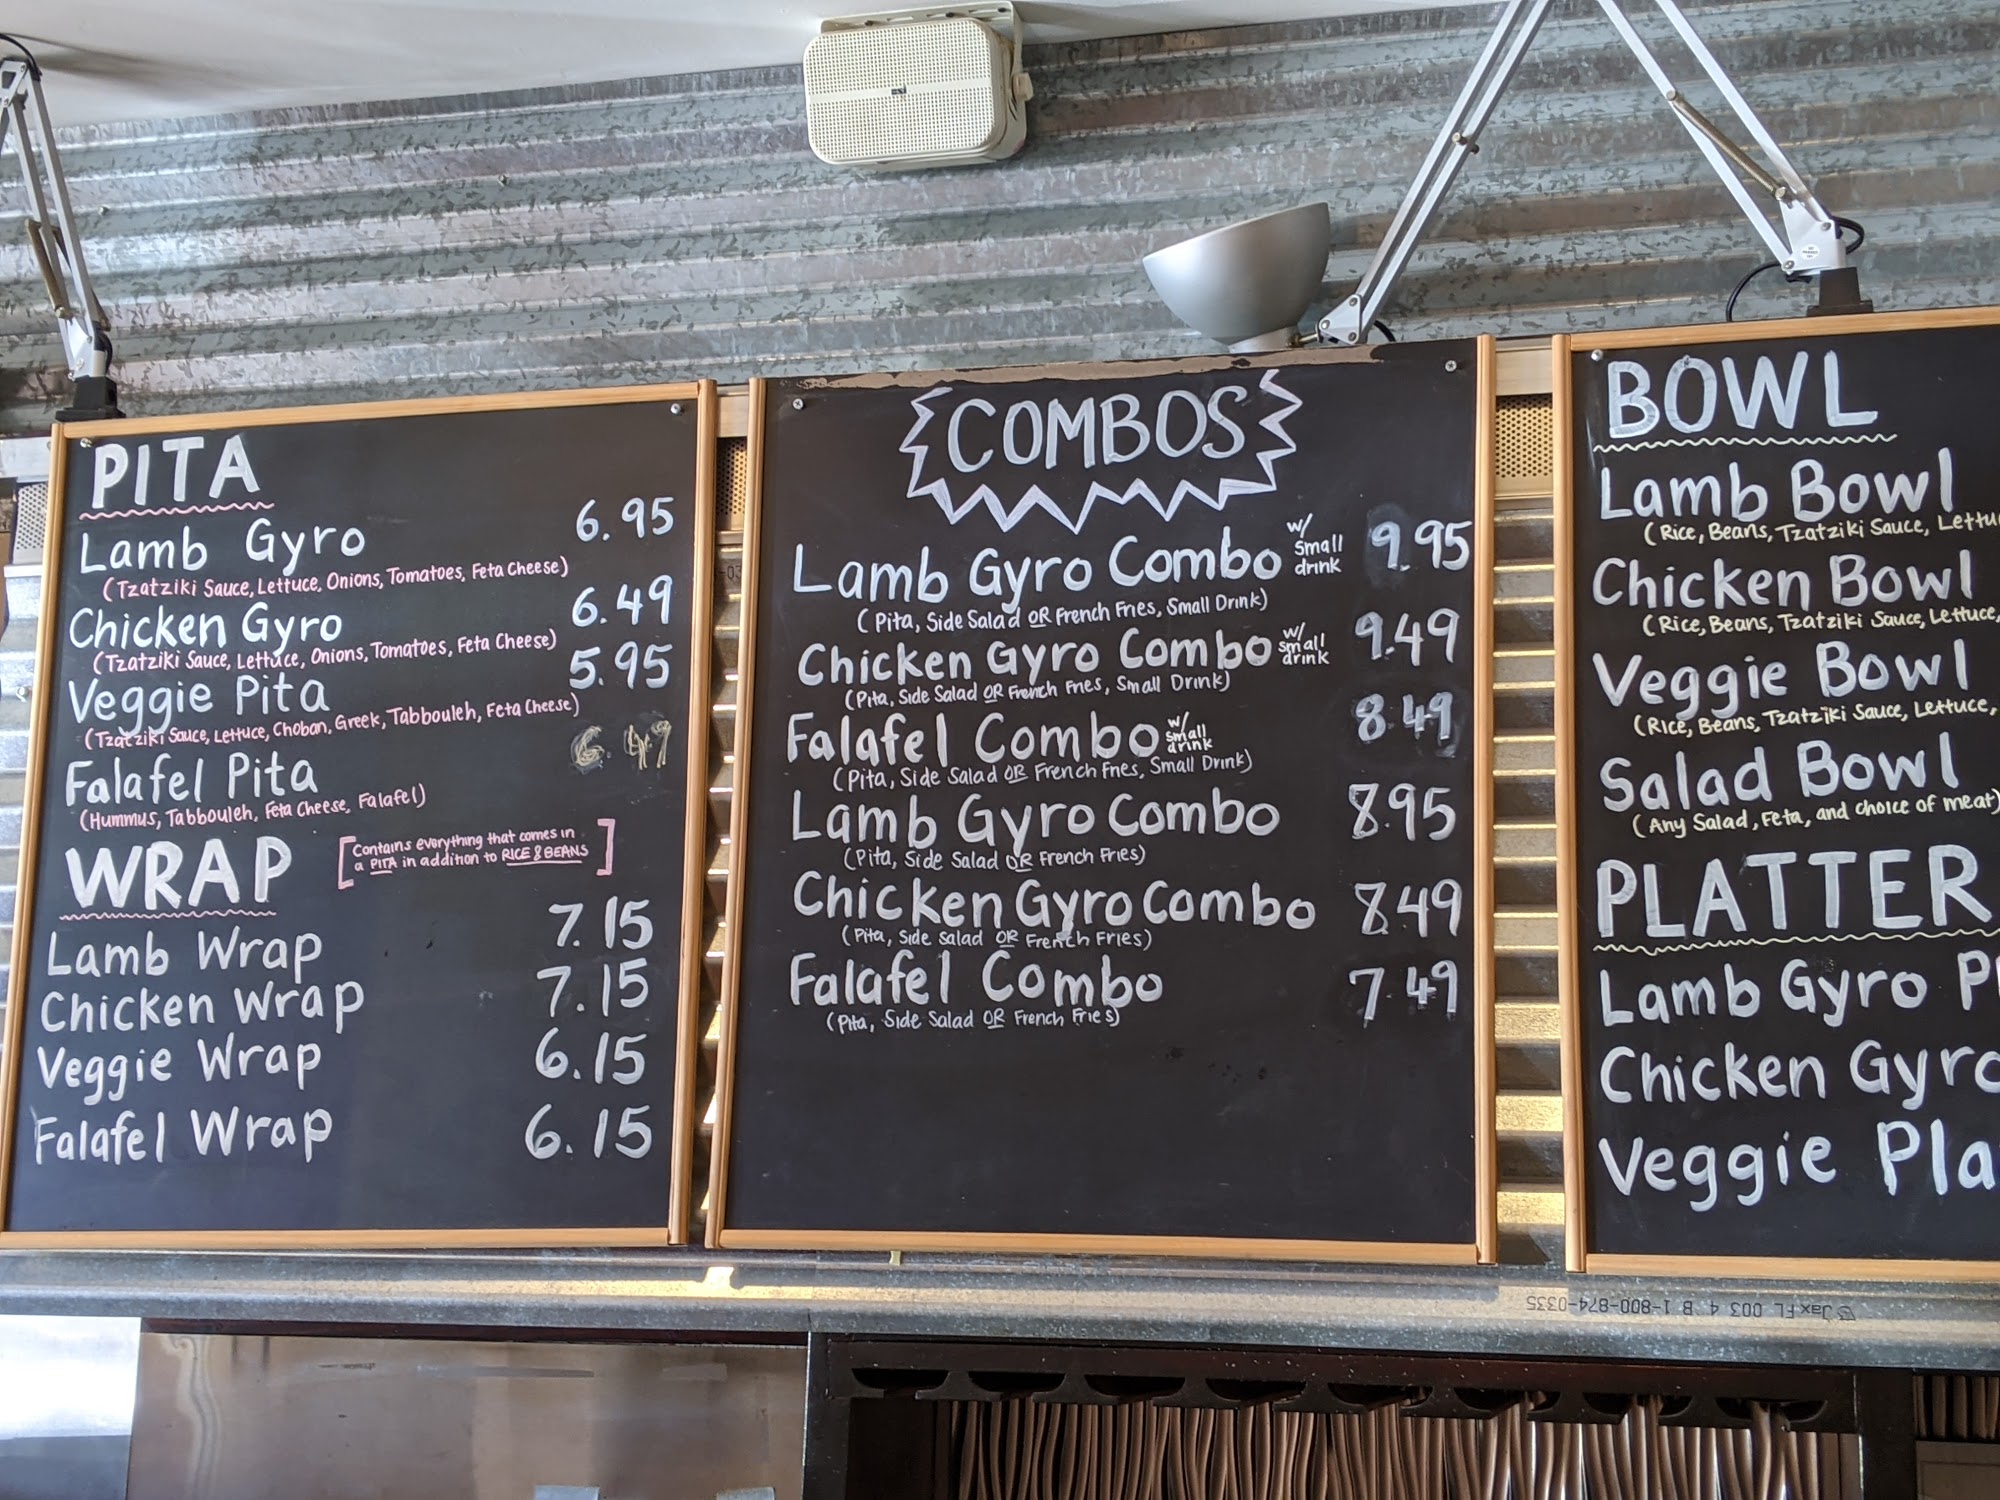 PITA
Lamb Gyro 6.95
(Tzatziki Sauce, Lettuce, Onions, Tomatoes, Feta Cheese)
Chicken Gyro 6.49
(Tzatziki Sauce, Lettuce, Onions, Tomatoes, Feta Cheese)
Veggie Pita 5.95
(Tzatziki Sauce, Lettuce, Choban, Greek, Tabbouleh, Feta Cheese)
Falafel Pita 6.49
(Hummus, Tabbouleh, Feta Cheese, Falafel)
WRAP
[Contains everything that comes in
a PITA in addition to RICE & BEANS]
Lamb Wrap 7.15
Chicken Wrap 7.15
Veggie Wrap 6.15
Falafel Wrap 6.15
COMBOS
Lamb Gyro Combo w/ small drink 9.95
(Pita, Side Salad OR French Fries, Small Drink)
Chicken Gyro Combo w/ small drink 9.49
(Pita, Side Salad OR French Fries, Small Drink)
Falafel Combo w/ small drink 8.49
(Pita, Side Salad OR French Fries, Small Drink)
Lamb Gyro Combo 8.95
(Pita, Side Salad OR French Fries)
Chicken Gyro Combo 8.49
(Pita, Side Salad OR French Fries)
Falafel Combo 7.49
(Pita, Side Salad OR French Fries)
BOWL
Lamb Bowl
(Rice, Beans, Tzatziki Sauce, Lettu
Chicken Bowl
(Rice, Beans, Tzatziki Sauce, Lettuce,
Veggie Bowl
(Rice, Beans, Tzatziki Sauce, Lettuce,
Salad Bowl
(Any Salad, Feta, and choice of meat)
PLATTER
Lamb Gyro Pl
Chicken Gyro
Veggie Pla
Jax FL 003 4 B 1-800-874-0335